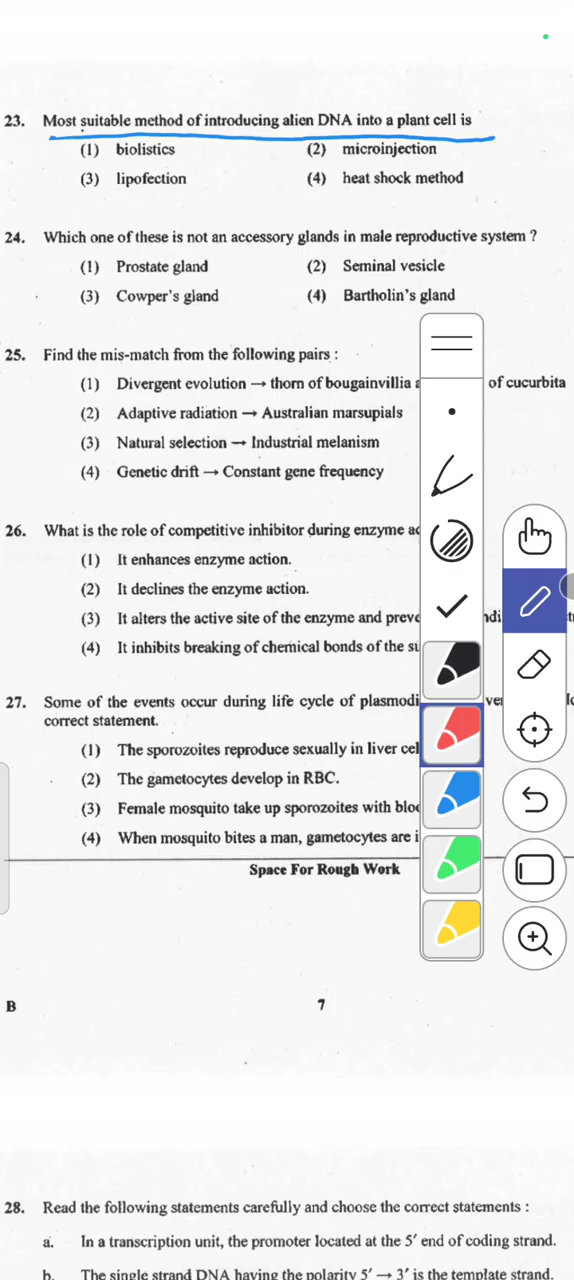 23. Most suitable method of introducing alien DNA into a plant cell is
(1) biolistics (2) microinjection
(3) lipofection (4) heat shock method
24. Which one of these is not an accessory glands in male reproductive system ?
(1) Prostate gland (2) Seminal vesicle
(3) Cowper's gland (4) Bartholin's gland
25. Find the mis-match from the following pairs :
(1) Divergent evolution → thorn of bougainvillia of cucurbita
(2) Adaptive radiation → Australian marsupials
(3) Natural selection → Industrial melanism
(4) Genetic drift → Constant gene frequency
26. What is the role of competitive inhibitor during enzyme
(1) It enhances enzyme action.
(2) It declines the enzyme action.
(3) It alters the active site of the enzyme and
(4) It inhibits breaking of chemical bonds of the
27. Some of the events occur during life cycle of
correct statement.
(1) The sporozoites reproduce sexually in liver
(2) The gametocytes develop in RBC.
(3) Female mosquito take up sporozoites with
(4) When mosquito bites a man, gametocytes are
Space For Rough Work
B 7
28. Read the following statements carefully and choose the correct statements :
a. In a transcription unit, the promoter located at the 5′ end of coding strand.
b. The single strand DNA having the polarity 5′ → 3′ is the template strand.